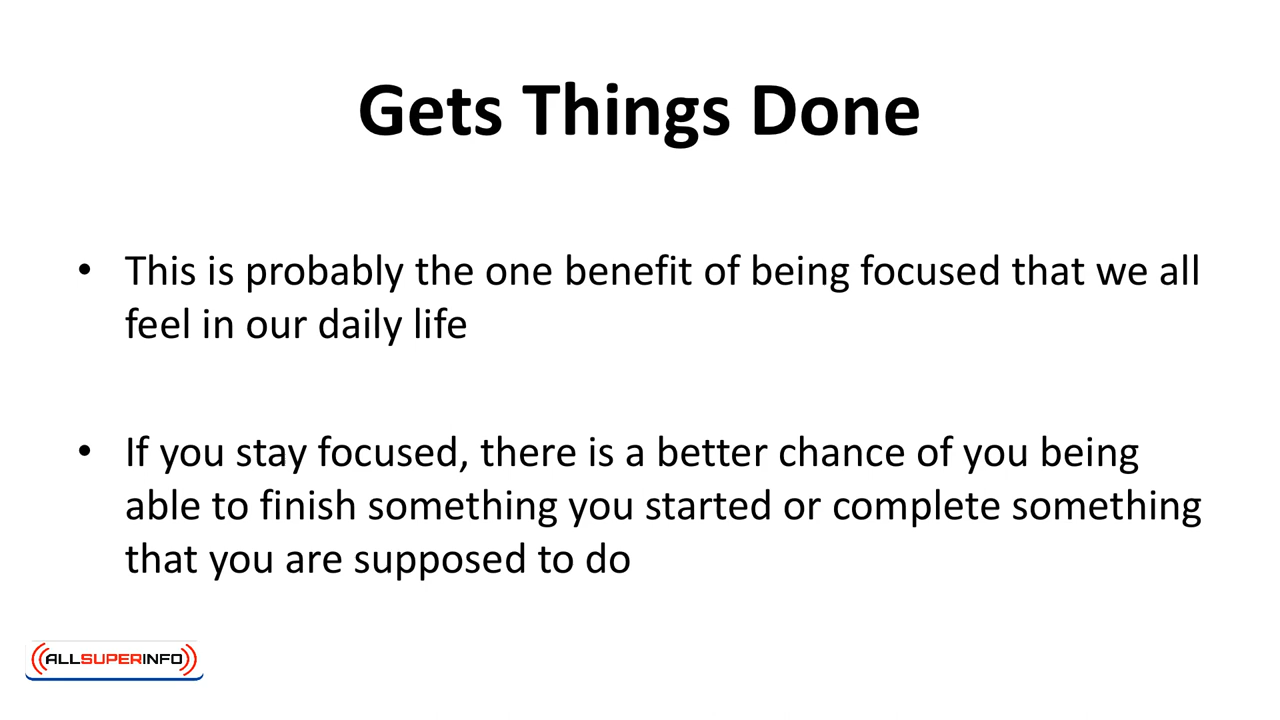 Gets Things Done
• This is probably the one benefit of being focused that we all
feel in our daily life
• If you stay focused, there is a better chance of you being
able to finish something you started or complete something
that you are supposed to do
ALLSUPERINFO